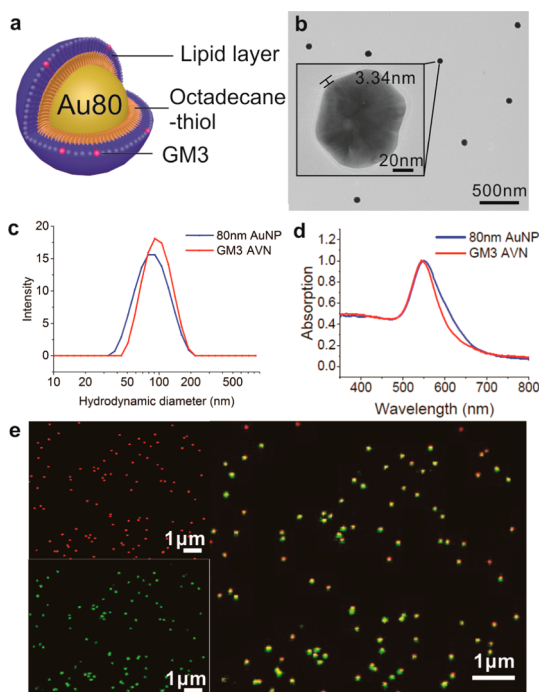 a
Lipid layer
Au80
Octadecane
-thiol
GM3
b
3.34nm
20nm
500nm
c
80nm AuNP
GM3 AVN
Intensity
20
15
10
5
0
10 20 50 100 200 500
Hydrodynamic diameter (nm)
d
80nm AuNP
GM3 AVN
Absorption
1.2
1.0
0.8
0.6
0.4
0.2
0.0
400 500 600 700 800
Wavelength (nm)
e
1μm
1μm
1μm